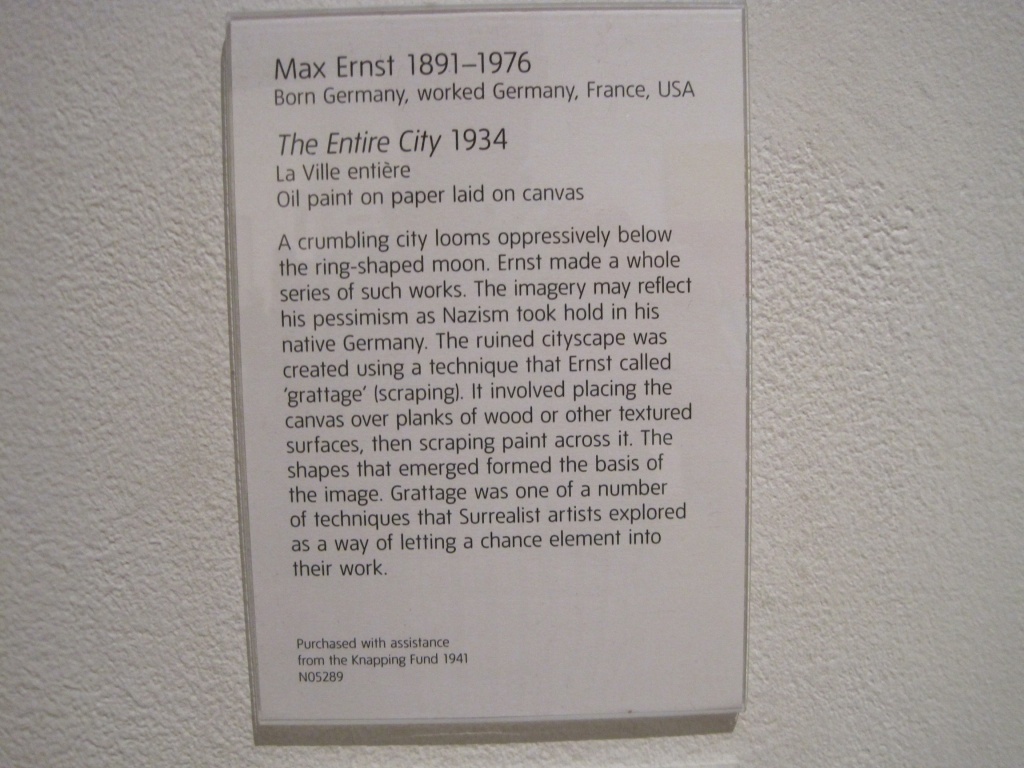 Max Ernst 1891–1976
Born Germany, worked Germany, France, USA
The Entire City 1934
La Ville entière
Oil paint on paper laid on canvas
A crumbling city looms oppressively below
the ring-shaped moon. Ernst made a whole
series of such works. The imagery may reflect
his pessimism as Nazism took hold in his
native Germany. The ruined cityscape was
created using a technique that Ernst called
‘grattage’ (scraping). It involved placing the
canvas over planks of wood or other textured
surfaces, then scraping paint across it. The
shapes that emerged formed the basis of
the image. Grattage was one of a number
of techniques that Surrealist artists explored
as a way of letting a chance element into
their work.
Purchased with assistance
from the Knapping Fund 1941
N05289